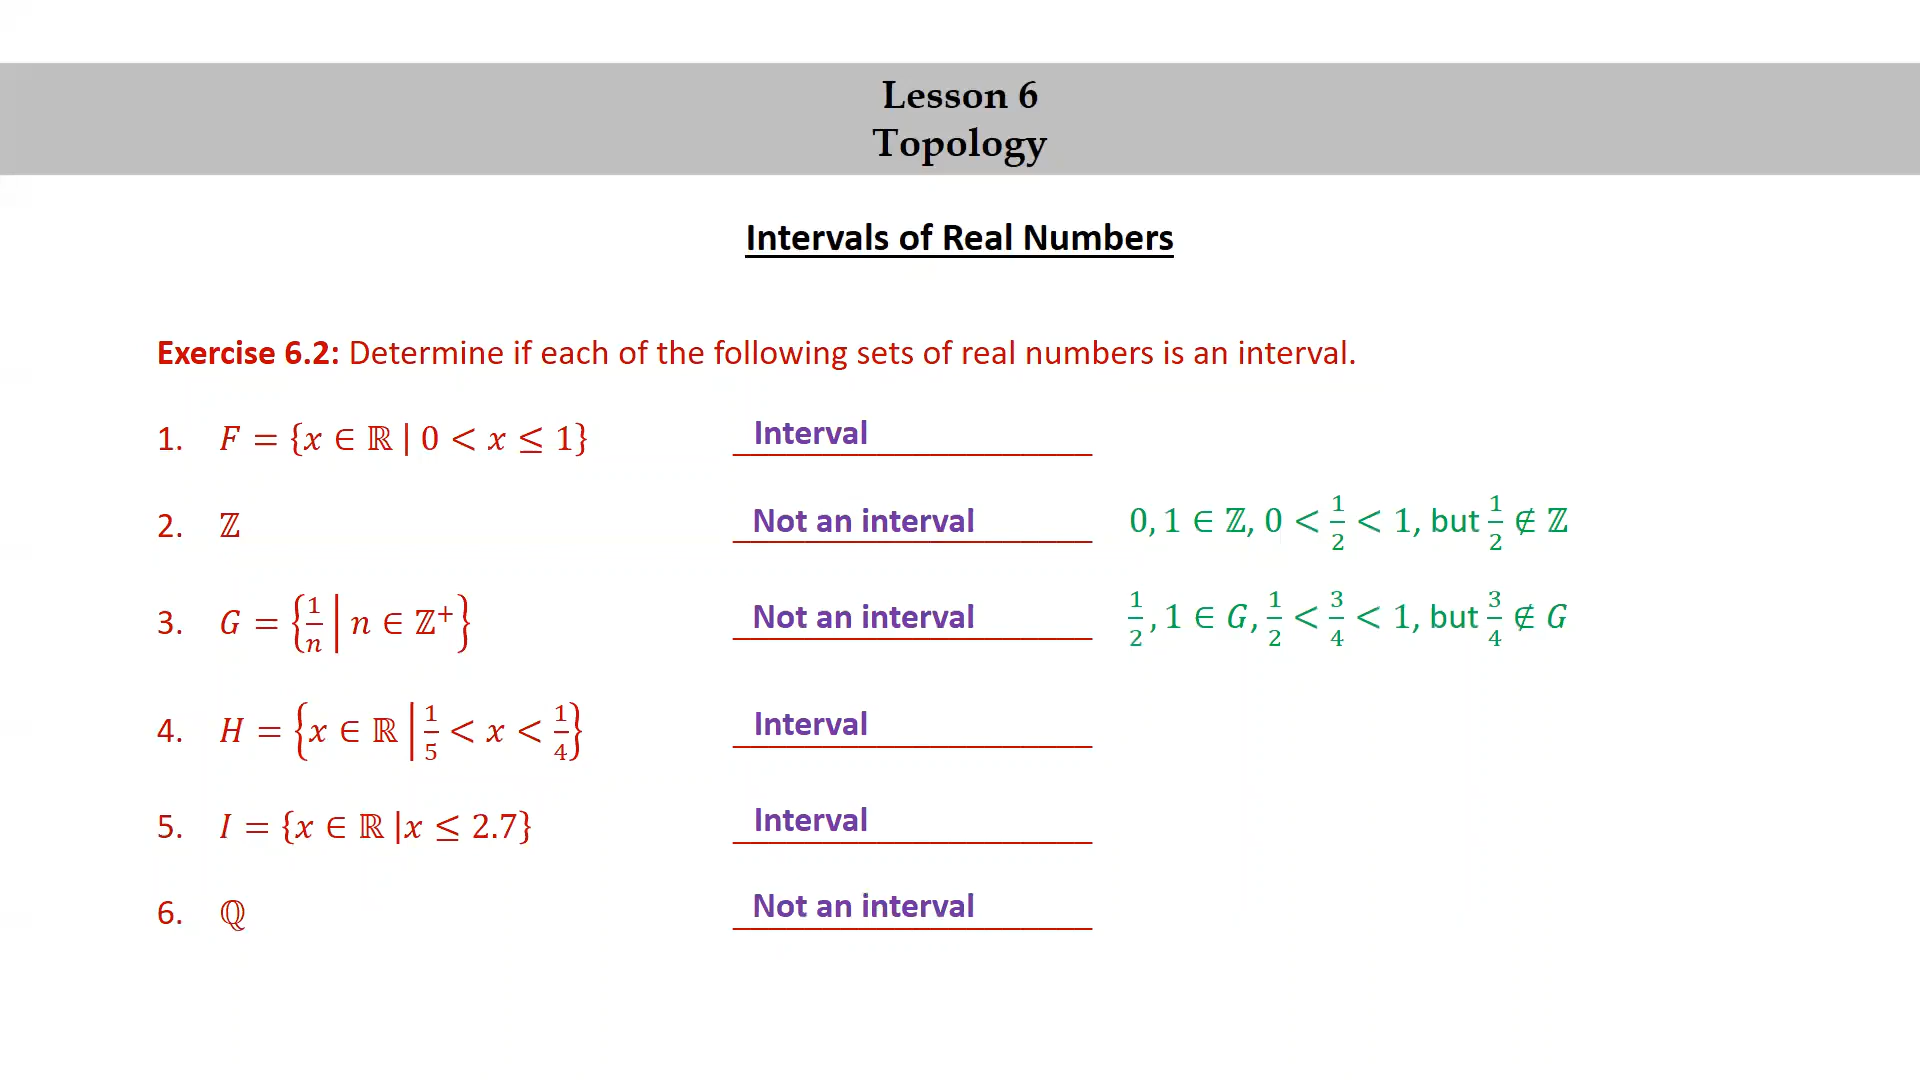 Lesson 6
Topology
Intervals of Real Numbers
Exercise 6.2: Determine if each of the following sets of real numbers is an interval.
1. 𝐹 = {𝑥 ∈ ℝ | 0 < 𝑥 ≤ 1} Interval
2. ℤ Not an interval 0, 1 ∈ ℤ, 0 < 1/2 < 1, but 1/2 ∉ ℤ
3. 𝐺 = {1/𝑛 | 𝑛 ∈ ℤ⁺} Not an interval 1/2, 1 ∈ 𝐺, 1/2 < 3/4 < 1, but 3/4 ∉ 𝐺
4. 𝐻 = {𝑥 ∈ ℝ | 1/5 < 𝑥 < 1/4} Interval
5. 𝐼 = {𝑥 ∈ ℝ |𝑥 ≤ 2.7} Interval
6. ℚ Not an interval